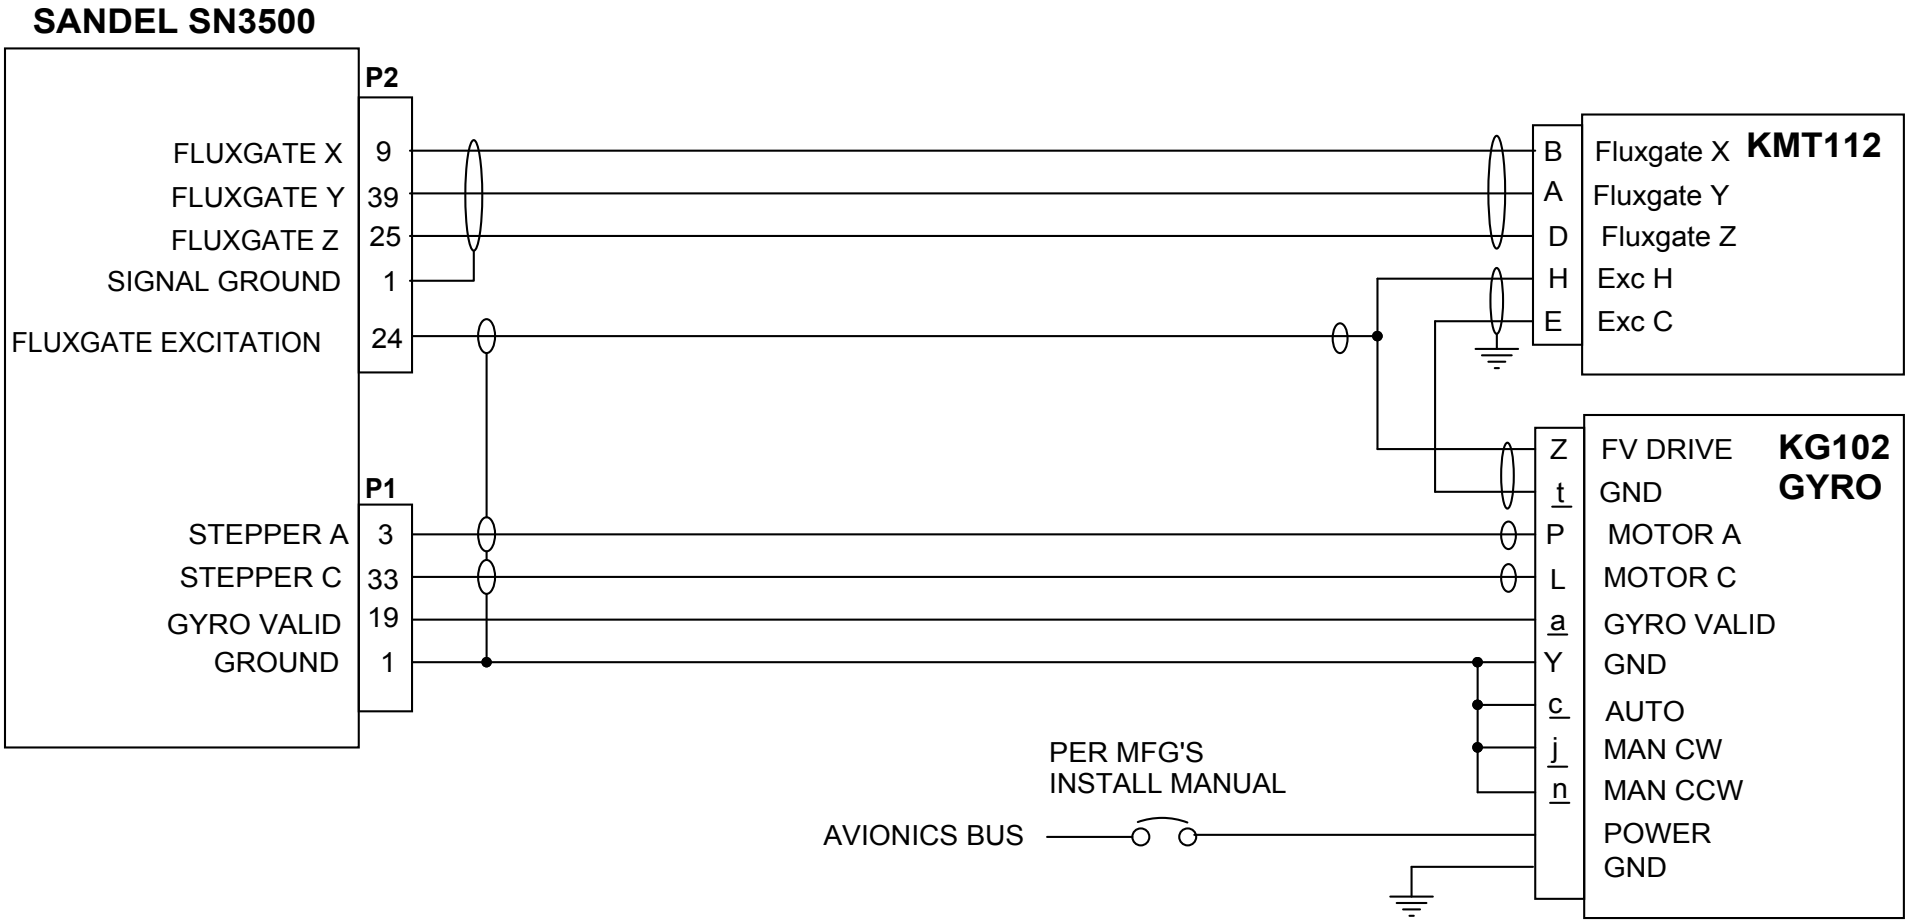 SANDEL SN3500
P2
FLUXGATE X 9
FLUXGATE Y 39
FLUXGATE Z 25
SIGNAL GROUND 1
FLUXGATE EXCITATION 24
P1
STEPPER A 3
STEPPER C 33
GYRO VALID 19
GROUND 1
KMT112
B Fluxgate X
A Fluxgate Y
D Fluxgate Z
H Exc H
E Exc C
KG102
GYRO
Z FV DRIVE
t GND
P MOTOR A
L MOTOR C
a GYRO VALID
Y GND
c AUTO
j MAN CW
n MAN CCW
POWER
GND
PER MFG'S
INSTALL MANUAL
AVIONICS BUS